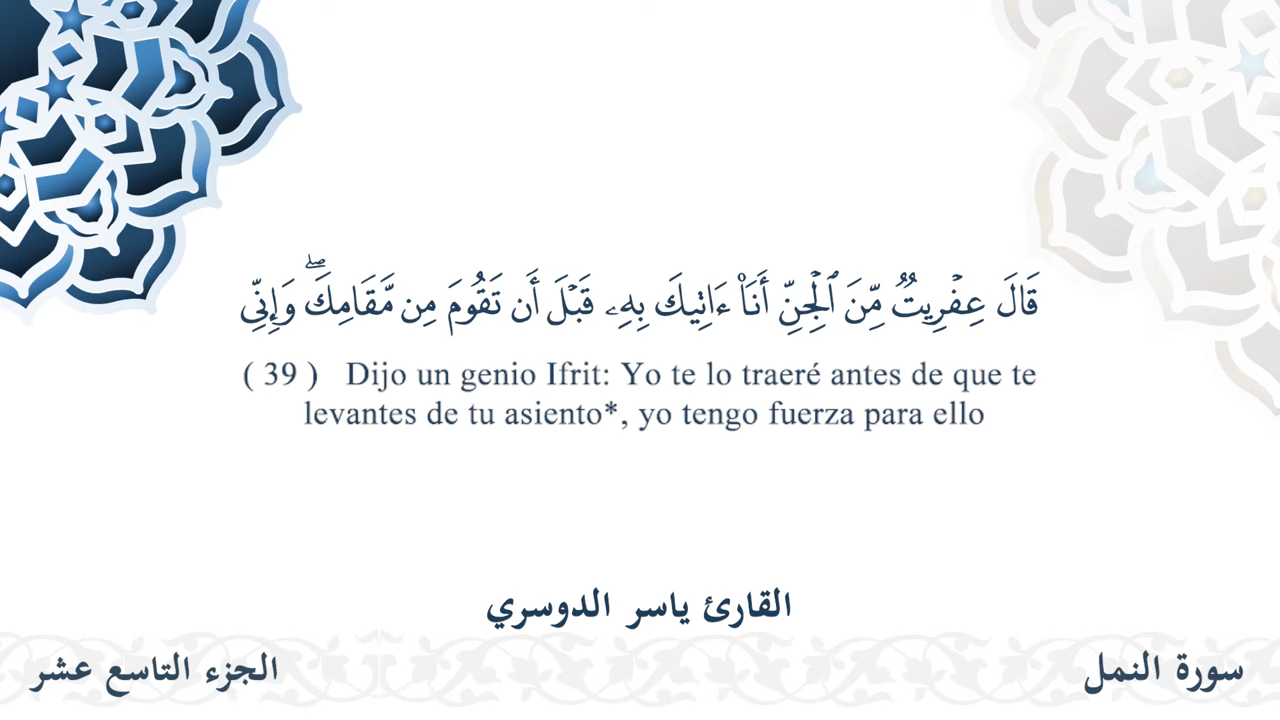 قَالَ عِفۡرِيتٞ مِّنَ ٱلۡجِنِّ أَنَا۠ ءَاتِيكَ بِهِۦ قَبۡلَ أَن تَقُومَ مِن مَّقَامِكَۖ وَإِنِّي
( 39 ) Dijo un genio Ifrit: Yo te lo traeré antes de que te
levantes de tu asiento*, yo tengo fuerza para ello
القارئ ياسر الدوسري
سورة النمل
الجزء التاسع عشر